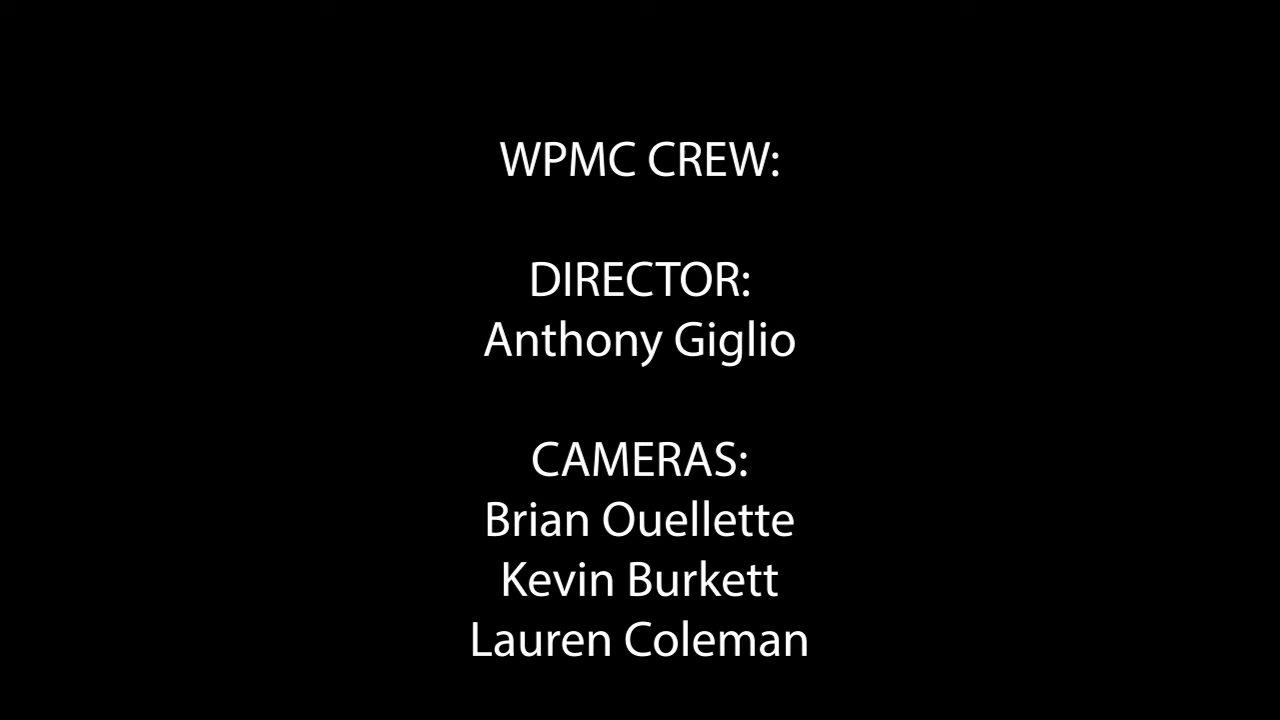 WPMC CREW:
DIRECTOR:
Anthony Giglio
CAMERAS:
Brian Ouellette
Kevin Burkett
Lauren Coleman